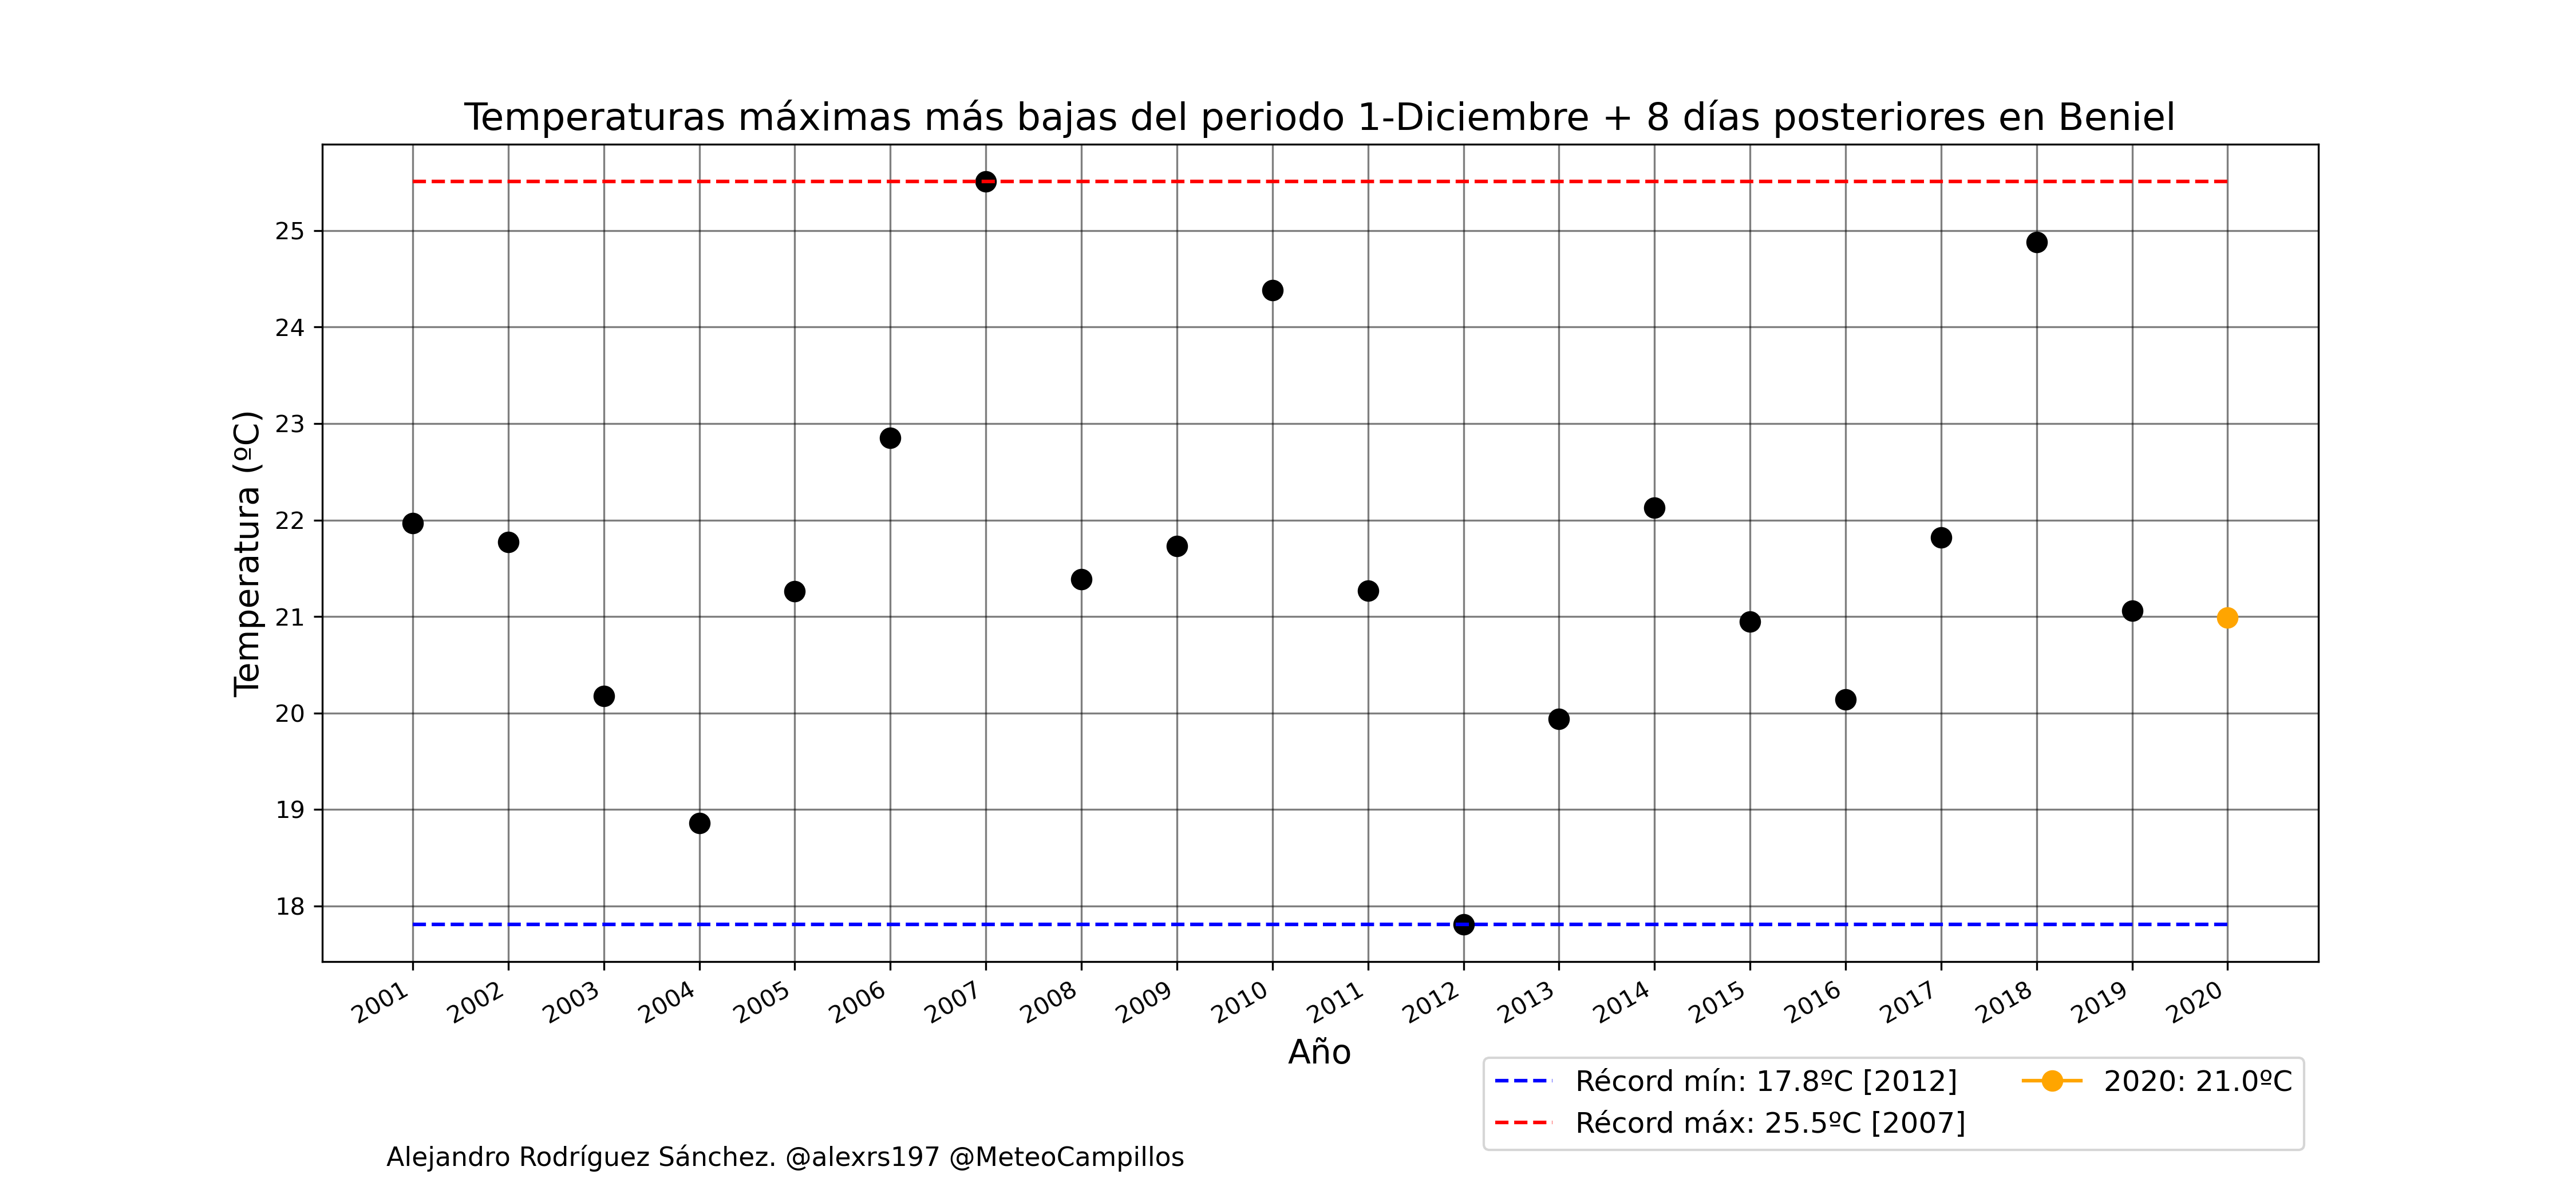 Temperaturas máximas más bajas del periodo 1-Diciembre + 8 días posteriores en Beniel
Temperatura (ºC)
25
24
23
22
21
20
19
18
2001 2002 2003 2004 2005 2006 2007 2008 2009 2010 2011 2012 2013 2014 2015 2016 2017 2018 2019 2020
Año
Récord mín: 17.8ºC [2012]
Récord máx: 25.5ºC [2007]
2020: 21.0ºC
Alejandro Rodríguez Sánchez. @alexrs197 @MeteoCampillos